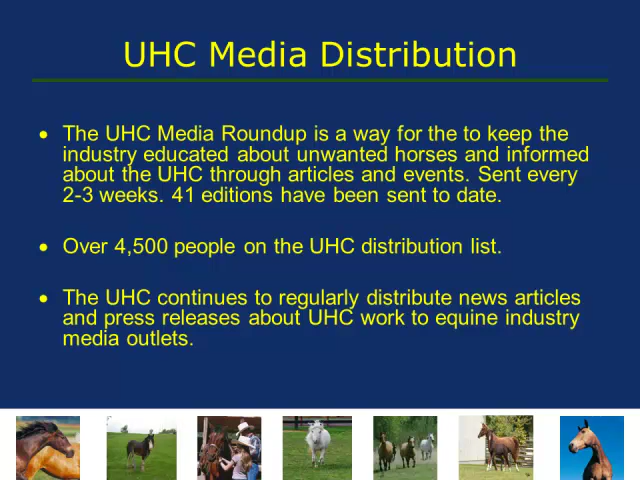 UHC Media Distribution
• The UHC Media Roundup is a way for the to keep the
industry educated about unwanted horses and informed
about the UHC through articles and events. Sent every
2-3 weeks. 41 editions have been sent to date.
• Over 4,500 people on the UHC distribution list.
• The UHC continues to regularly distribute news articles
and press releases about UHC work to equine industry
media outlets.